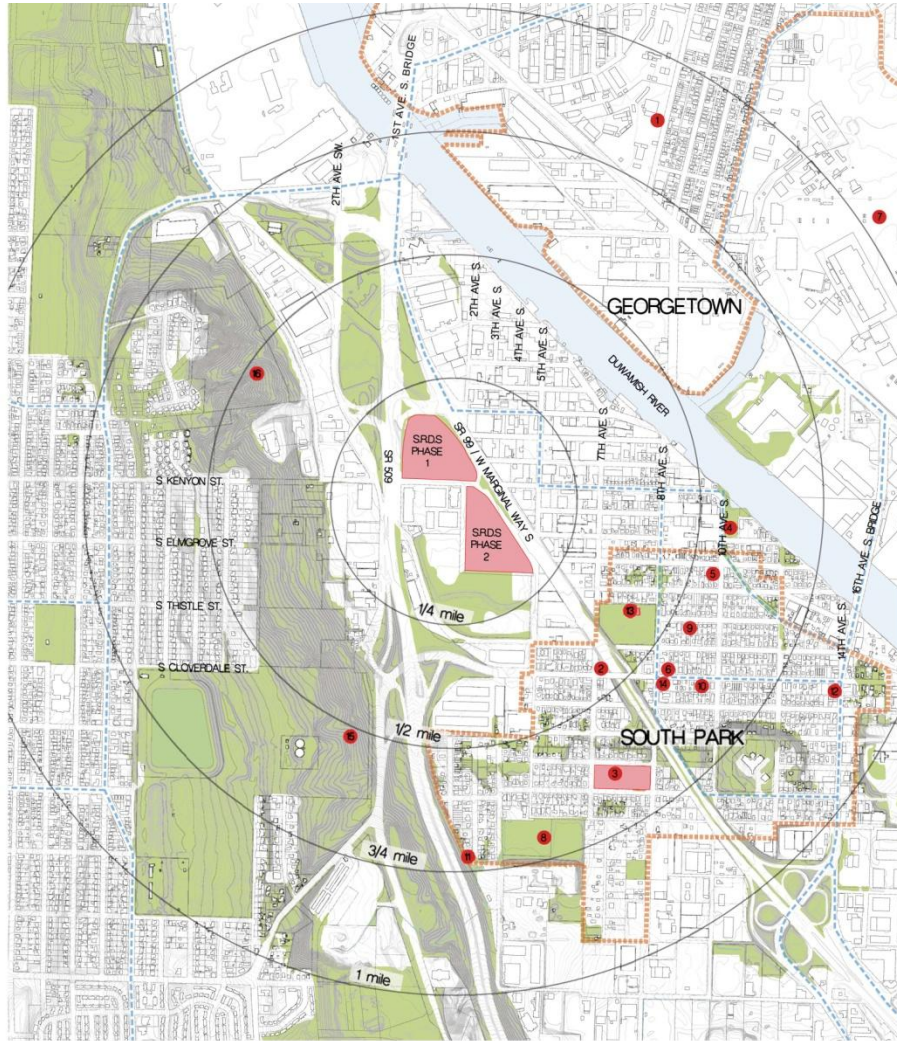 1ST AVE. S. BRIDGE
1
2TH AVE. SW.
7
2TH AVE. S.
3TH AVE. S.
4TH AVE. S.
5TH AVE. S.
GEORGETOWN
DUWAMISH RIVER
16
S.R.D.S
PHASE
1
SR 509
SR 99 / W MARGINAL WAY S
7TH AVE. S.
8TH AVE. S.
S KENYON ST.
S.R.D.S
PHASE
2
10TH AVE. S
4
16TH AVE. S. BRIDGE
S ELMGROVE ST.
5
S THISTLE ST.
1/4 mile
13
9
14TH AVE. S.
S CLOVERDALE ST.
2
6
14
10
12
1/2 mile
15
SOUTH PARK
3
8
11
3/4 mile
1 mile